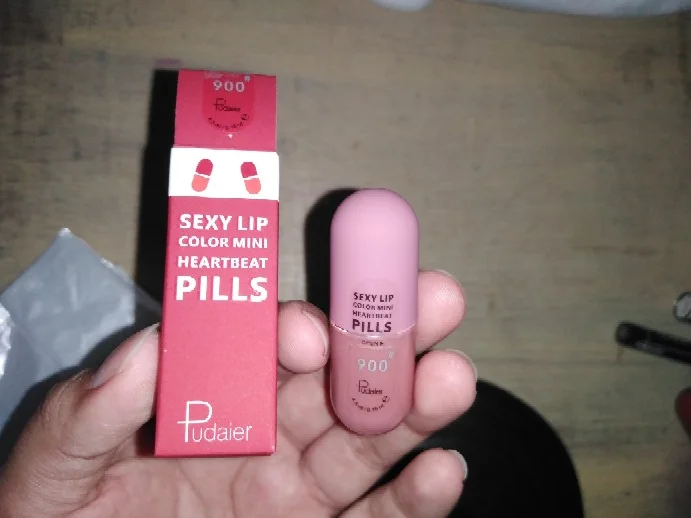 900#
Pudaier
SEXY LIP
COLOR MINI
HEARTBEAT
PILLS
Pudaier
SEXY LIP
COLOR MINI
HEARTBEAT
PILLS
900#
Pudaier